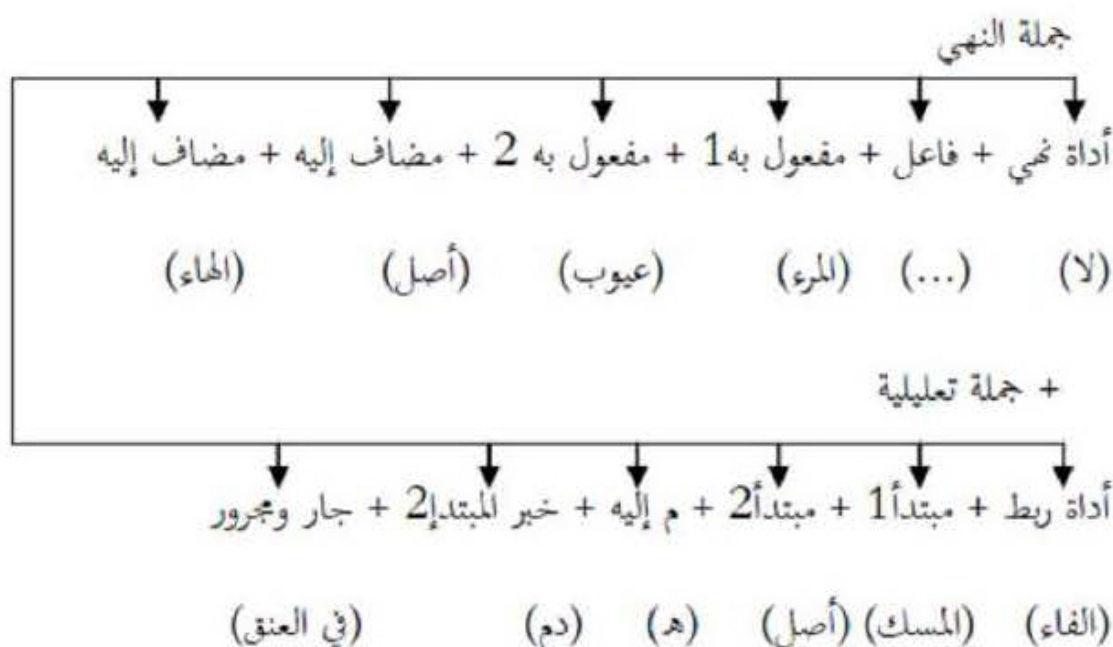 جملة النهي
أداة نهي + فاعل + مفعول به1 + مفعول به 2 + مضاف إليه + مضاف إليه
(لا) (...) (المرء) (عيوب) (أصل) (الهاء)
+ جملة تعليلية
أداة ربط + مبتدأ1 + مبتدأ2 + م إليه + خبر المبتدإ2 + جار ومجرور
(الفاء) (المسك) (أصل) (ه) (دم) (في العنق)